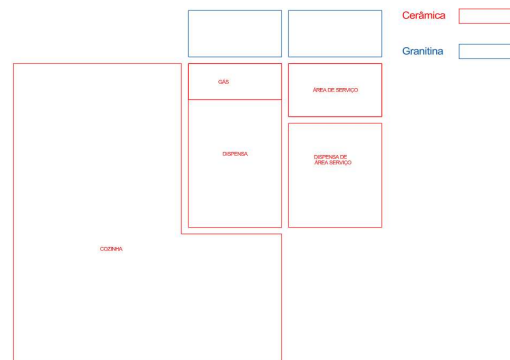 Cerâmica
Granitina
GÁS
ÁREA DE SERVIÇO
DISPENSA
DISPENSA DE
ÁREA SERVIÇO
COZINHA